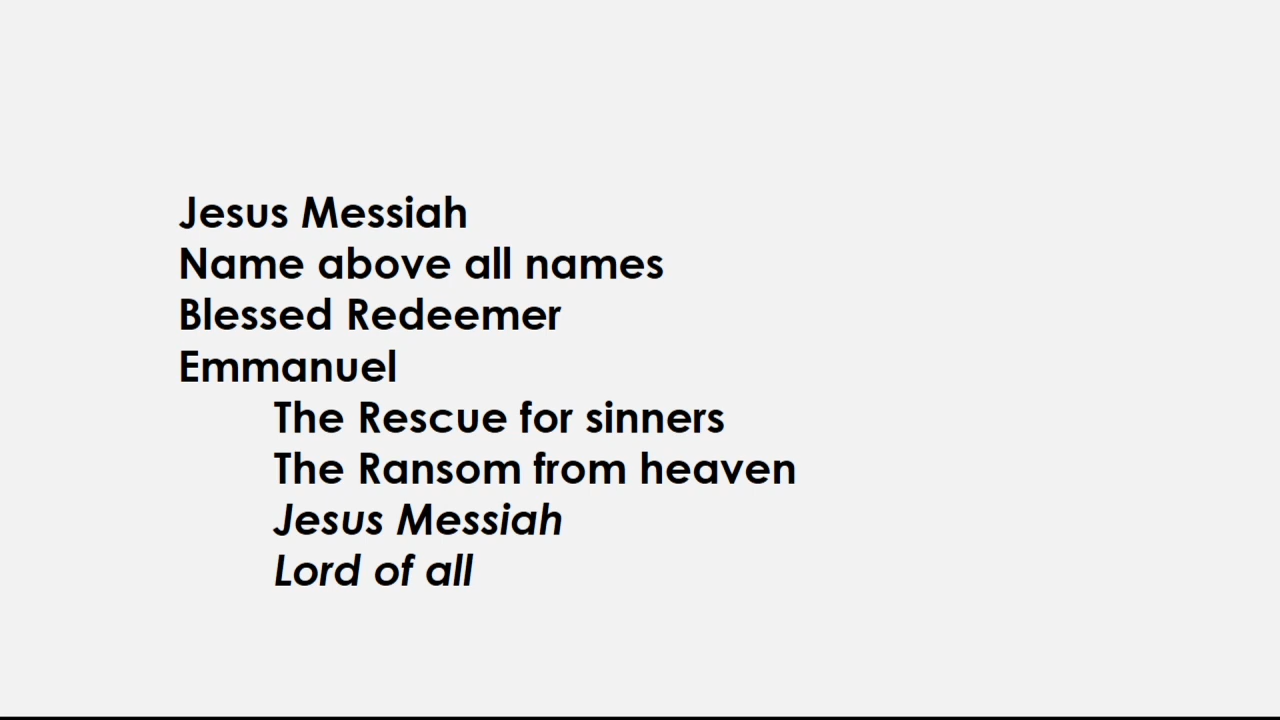 Jesus Messiah
Name above all names
Blessed Redeemer
Emmanuel
The Rescue for sinners
The Ransom from heaven
Jesus Messiah
Lord of all